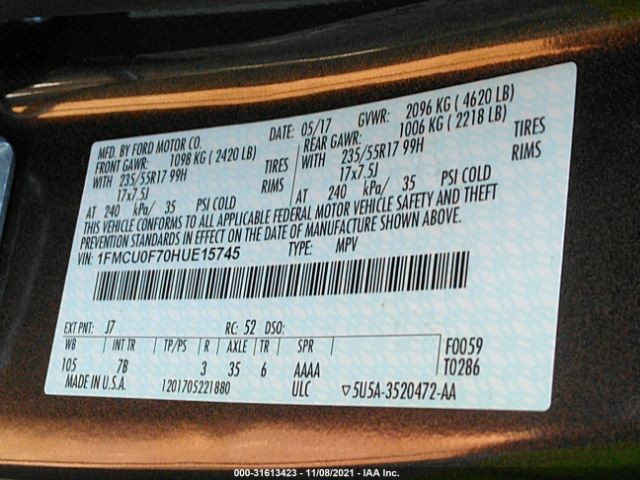 MFD. BY FORD MOTOR CO. DATE: 05/17 GVWR: 2096 KG ( 4620 LB)
FRONT GAWR: 1098 KG ( 2420 LB) REAR GAWR: 1006 KG ( 2218 LB)
WITH 235/55R17 99H TIRES WITH 235/55R17 99H TIRES
17x7.5J RIMS 17x7.5J RIMS
AT 240 kPa/ 35 PSI COLD AT 240 kPa/ 35 PSI COLD
THIS VEHICLE CONFORMS TO ALL APPLICABLE FEDERAL MOTOR VEHICLE SAFETY AND THEFT
PREVENTION STANDARDS IN EFFECT ON THE DATE OF MANUFACTURE SHOWN ABOVE.
VIN: 1FMCU0F70HUE15745 TYPE: MPV
EXT PNT: J7 RC: 52 DSO:
WB INT TR TP/PS R AXLE TR SPR F0059
105 7B 3 35 6 AAAA T0286
MADE IN U.S.A. 1201705221880 ULC ▽5U5A-3520472-AA
000-31613423 - 11/08/2021 - IAA Inc.